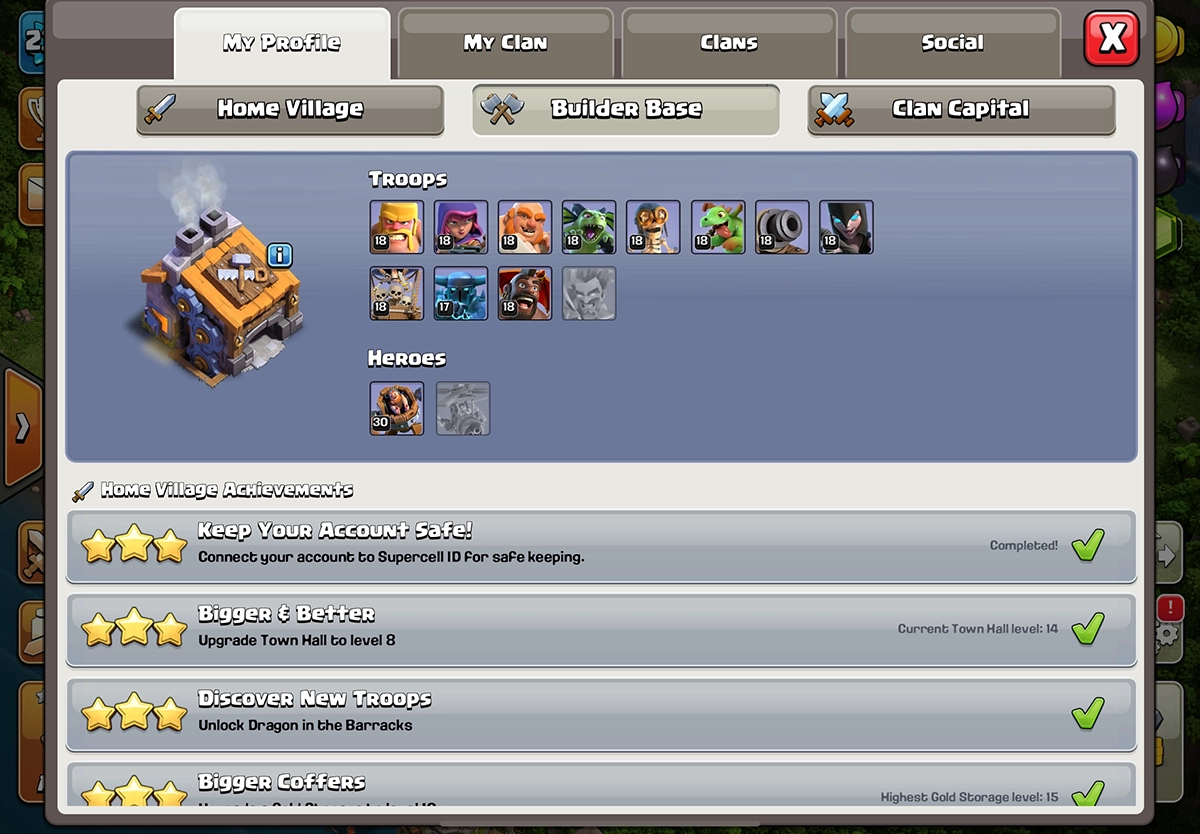 My Profile
My Clan
Clans
Social
X
Home Village
Builder Base
Clan Capital
Troops
i
18 18 18 18 18 18 18 18
18 17 18
Heroes
30
Home Village Achievements
Keep Your Account Safe!
Connect your account to Supercell ID for safe keeping.
Completed!
Bigger & Better
Upgrade Town Hall to level 8
Current Town Hall level: 14
!
Discover New Troops
Unlock Dragon in the Barracks
Bigger Coffers
Highest Gold Storage level: 15